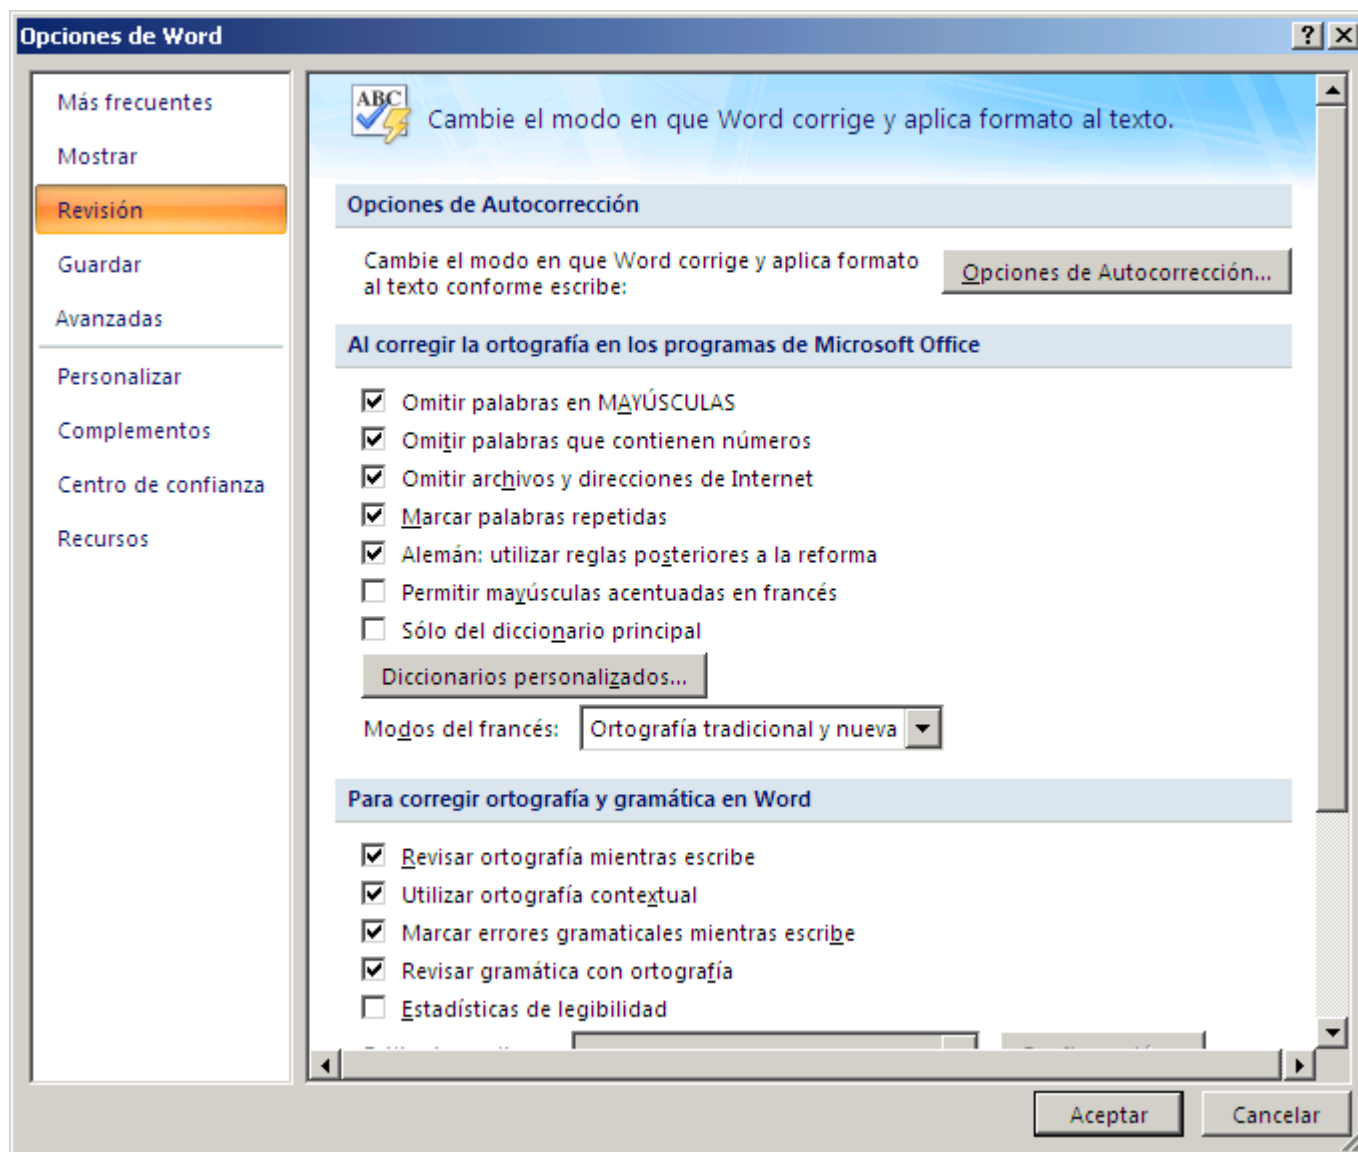 Opciones de Word
Más frecuentes
Mostrar
Revisión
Guardar
Avanzadas
Personalizar
Complementos
Centro de confianza
Recursos
ABC
Cambie el modo en que Word corrige y aplica formato al texto.
Opciones de Autocorrección
Cambie el modo en que Word corrige y aplica formato
al texto conforme escribe:
Opciones de Autocorrección...
Al corregir la ortografía en los programas de Microsoft Office
Omitir palabras en MAYÚSCULAS
Omitir palabras que contienen números
Omitir archivos y direcciones de Internet
Marcar palabras repetidas
Alemán: utilizar reglas posteriores a la reforma
Permitir mayúsculas acentuadas en francés
Sólo del diccionario principal
Diccionarios personalizados...
Modos del francés: Ortografía tradicional y nueva
Para corregir ortografía y gramática en Word
Revisar ortografía mientras escribe
Utilizar ortografía contextual
Marcar errores gramaticales mientras escribe
Revisar gramática con ortografía
Estadísticas de legibilidad
Aceptar
Cancelar